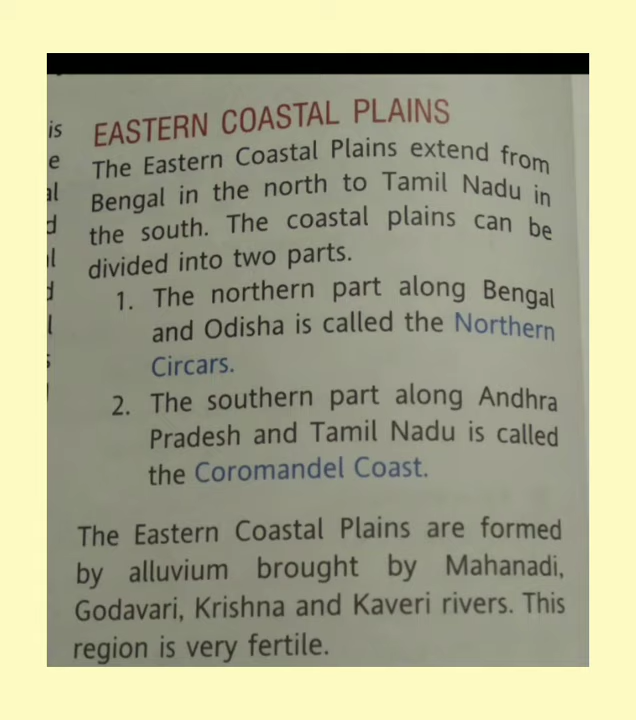 EASTERN COASTAL PLAINS
The Eastern Coastal Plains extend from
Bengal in the north to Tamil Nadu in
the south. The coastal plains can be
divided into two parts.
1. The northern part along Bengal
and Odisha is called the Northern
Circars.
2. The southern part along Andhra
Pradesh and Tamil Nadu is called
the Coromandel Coast.
The Eastern Coastal Plains are formed
by alluvium brought by Mahanadi,
Godavari, Krishna and Kaveri rivers. This
region is very fertile.